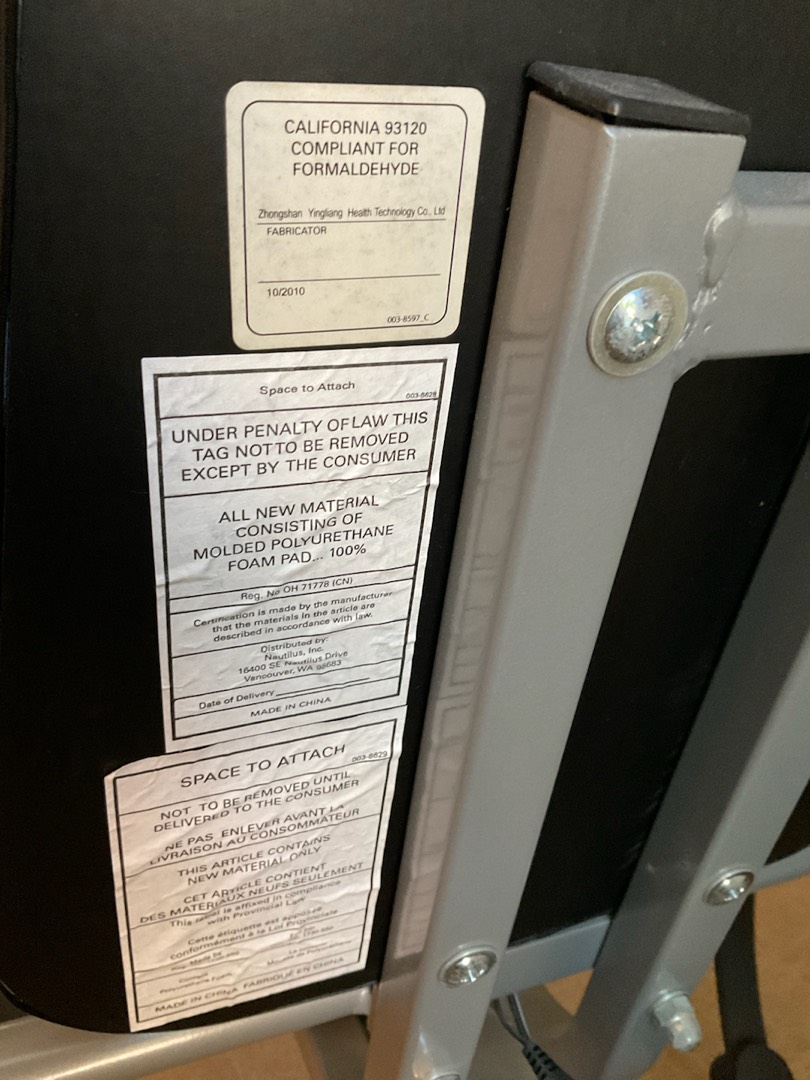 CALIFORNIA 93120
COMPLIANT FOR
FORMALDEHYDE
Zhongshan Yingliang Health Technology Co., Ltd
FABRICATOR
10/2010
003-8597_C
Space to Attach
003-8628
UNDER PENALTY OF LAW THIS
TAG NOT TO BE REMOVED
EXCEPT BY THE CONSUMER
ALL NEW MATERIAL
CONSISTING OF
MOLDED POLYURETHANE
FOAM PAD... 100%
Reg. No OH 71778 (CN)
Certification is made by the manufacturer
that the materials in the article are
described in accordance with law.
Distributed by:
Nautilus, Inc.
16400 SE Nautilus Drive
Vancouver, WA 98683
Date of Delivery
MADE IN CHINA
SPACE TO ATTACH
003-8629
NOT TO BE REMOVED UNTIL
DELIVERED TO THE CONSUMER
NE PAS ENLEVER AVANT LA
LIVRAISON AU CONSOMMATEUR
THIS ARTICLE CONTAINS
NEW MATERIAL ONLY
CET ARTICLE CONTIENT
DES MATERIAUX NEUFS SEULEMENT
This label is affixed in compliance
with Provincial Law
Cette étiquette est apposée
conformément à la Loi Provinciale
Polyurethane Foam
MADE IN CHINA FABRIQUÉ EN CHINA